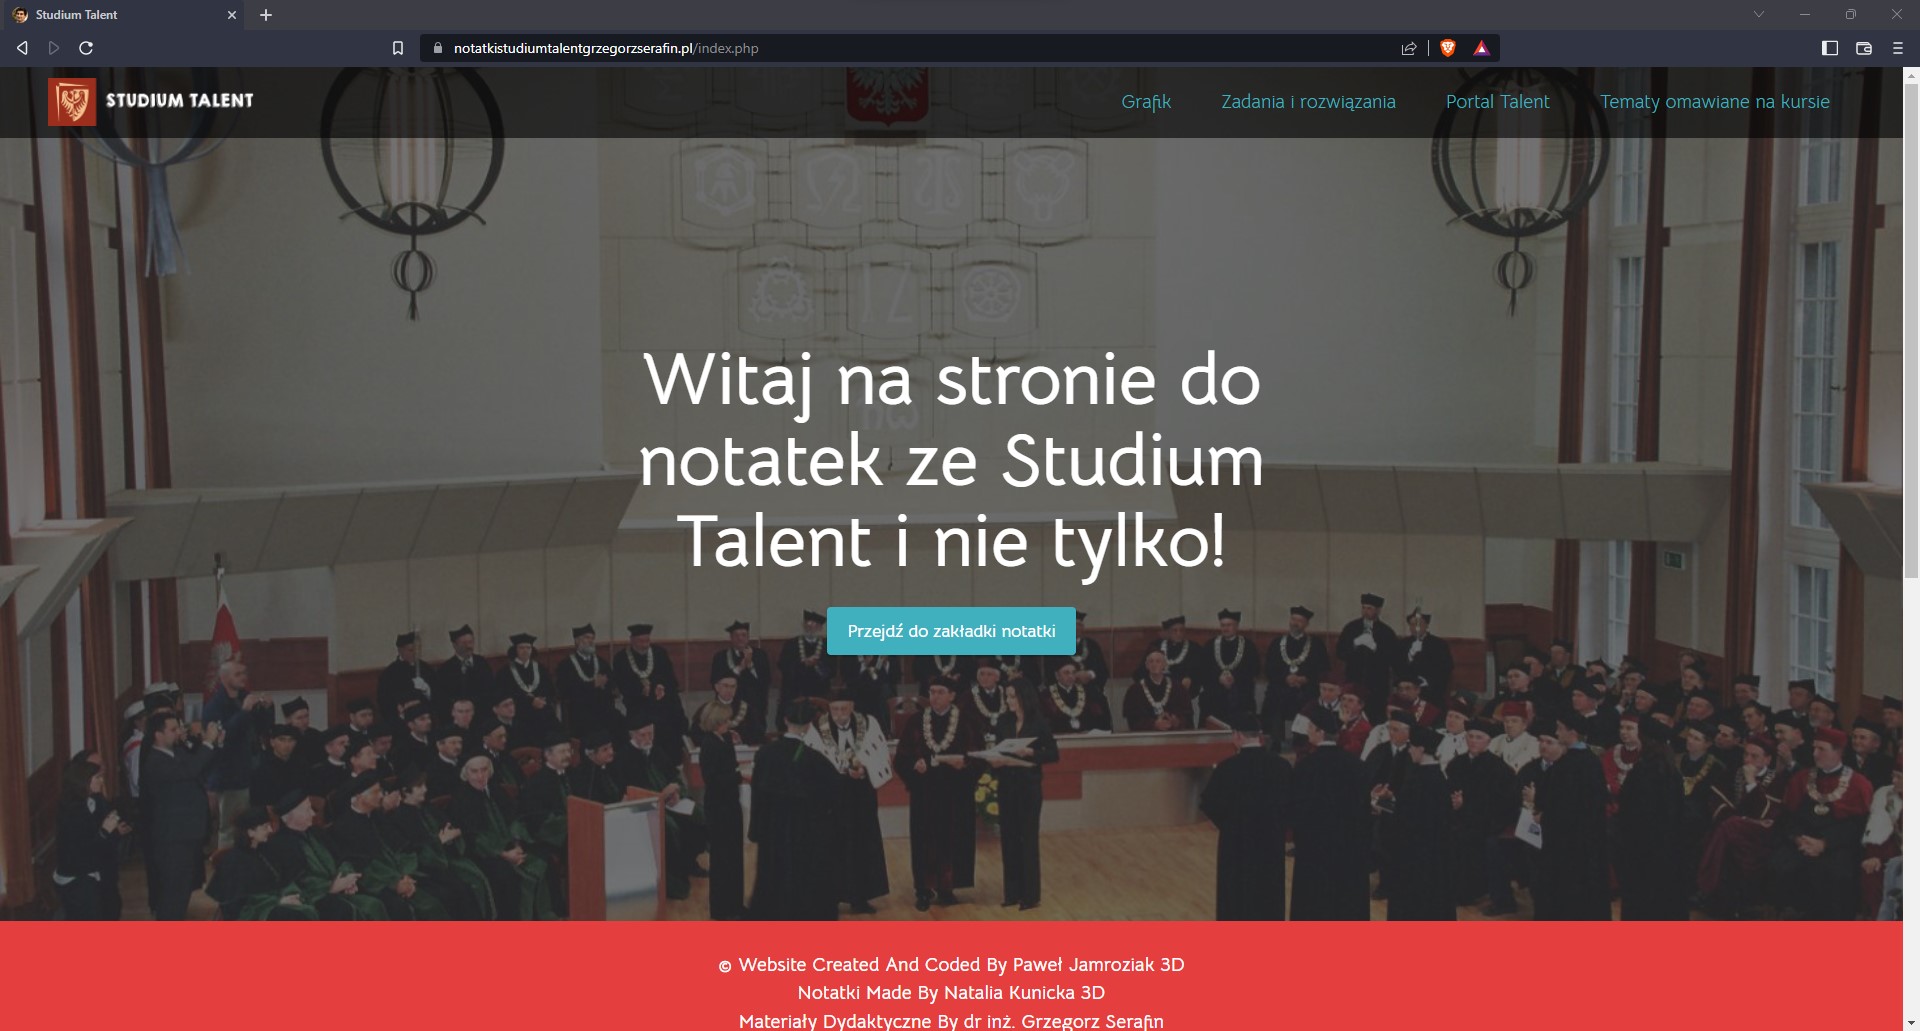 Studium Talent
notatkistudiumtalentgrzegorzserafin.pl/index.php
STUDIUM TALENT
Grafik
Zadania i rozwiązania
Portal Talent
Tematy omawiane na kursie
Witaj na stronie do
notatek ze Studium
Talent i nie tylko!
Przejdź do zakładki notatki
© Website Created And Coded By Paweł Jamroziak 3D
Notatki Made By Natalia Kunicka 3D
Materiały Dydaktyczne By dr inż. Grzegorz Serafin